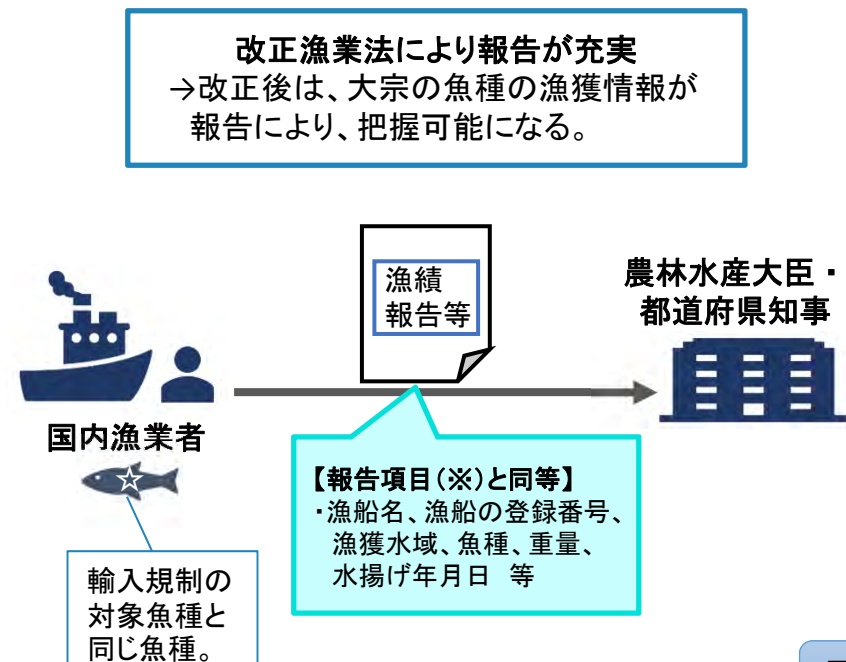 改正漁業法により報告が充実
→改正後は、大宗の魚種の漁獲情報が
報告により、把握可能になる。
漁績
報告等
農林水産大臣・
都道府県知事
国内漁業者
【報告項目(※)と同等】
・漁船名、漁船の登録番号、
漁獲水域、魚種、重量、
水揚げ年月日 等
輸入規制の
対象魚種と
同じ魚種。